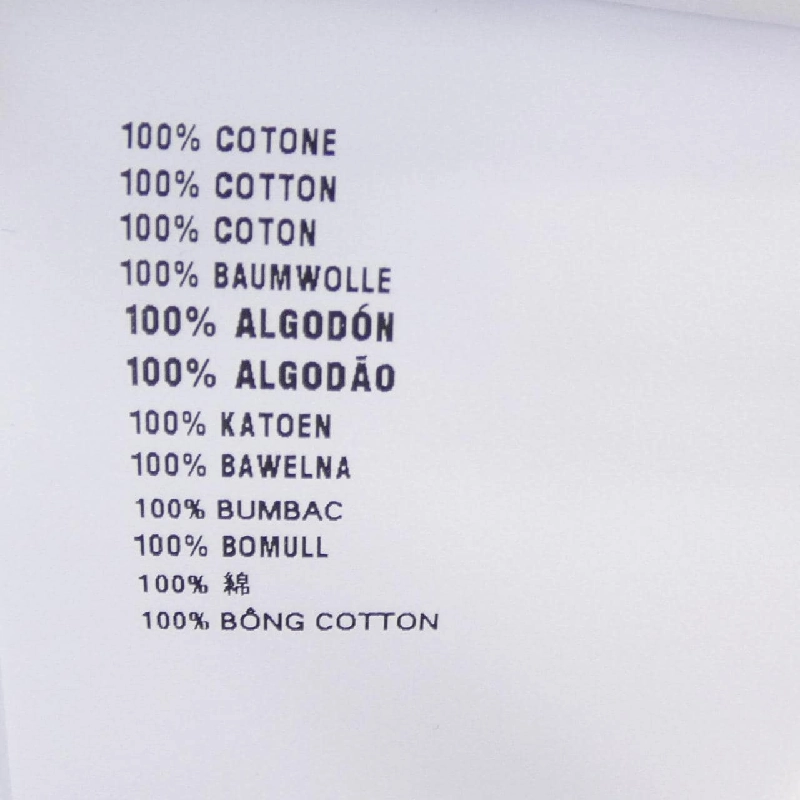 100% COTONE
100% COTTON
100% COTON
100% BAUMWOLLE
100% ALGODÓN
100% ALGODÃO
100% KATOEN
100% BAWELNA
100% BUMBAC
100% BOMULL
100% 綿
100% BÔNG COTTON